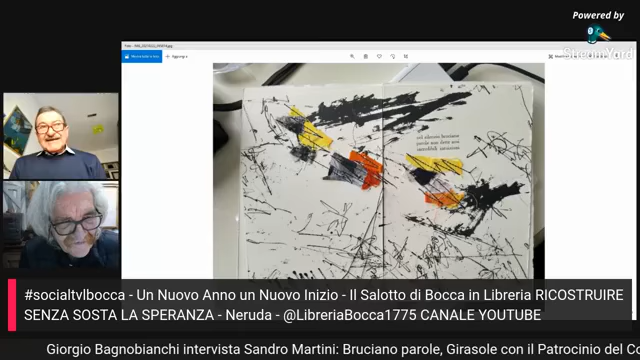 Powered by
StreamYard
#socialtvlbocca - Un Nuovo Anno un Nuovo Inizio - Il Salotto di Bocca in Libreria RICOSTRUIRE
SENZA SOSTA LA SPERANZA - Neruda - @LibreriaBocca1775 CANALE YOUTUBE
Giorgio Bagnobianchi intervista Sandro Martini: Bruciano parole, Girasole con il Patrocinio del Co